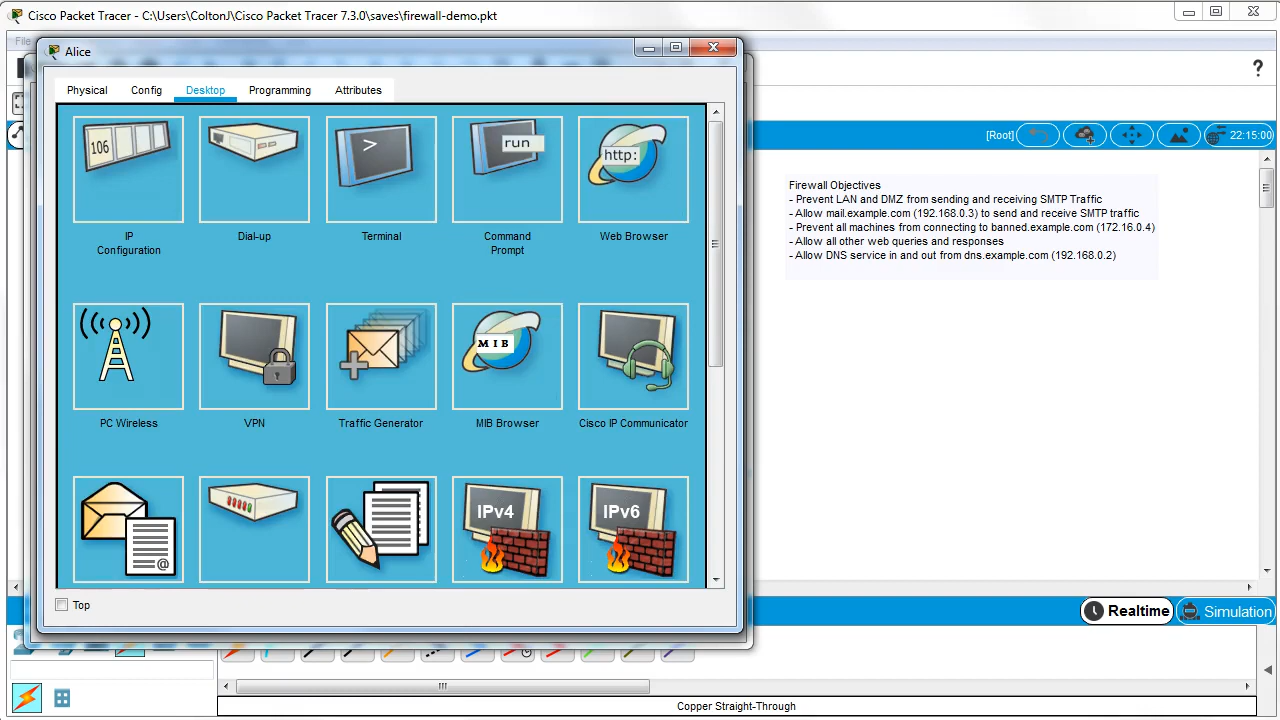 Cisco Packet Tracer - C:\Users\ColtonJ\Cisco Packet Tracer 7.3.0\saves\firewall-demo.pkt
File
Alice
?
Physical
Config
Desktop
Programming
Attributes
[Root]
22:15:00
106
>
run
http:
IP
Configuration
Dial-up
Terminal
Command
Prompt
Web Browser
Firewall Objectives
- Prevent LAN and DMZ from sending and receiving SMTP Traffic
- Allow mail.example.com (192.168.0.3) to send and receive SMTP traffic
- Prevent all machines from connecting to banned.example.com (172.16.0.4)
- Allow all other web queries and responses
- Allow DNS service in and out from dns.example.com (192.168.0.2)
MIB
PC Wireless
VPN
Traffic Generator
MIB Browser
Cisco IP Communicator
@
IPv4
IPv6
Top
Realtime
Simulation
Copper Straight-Through